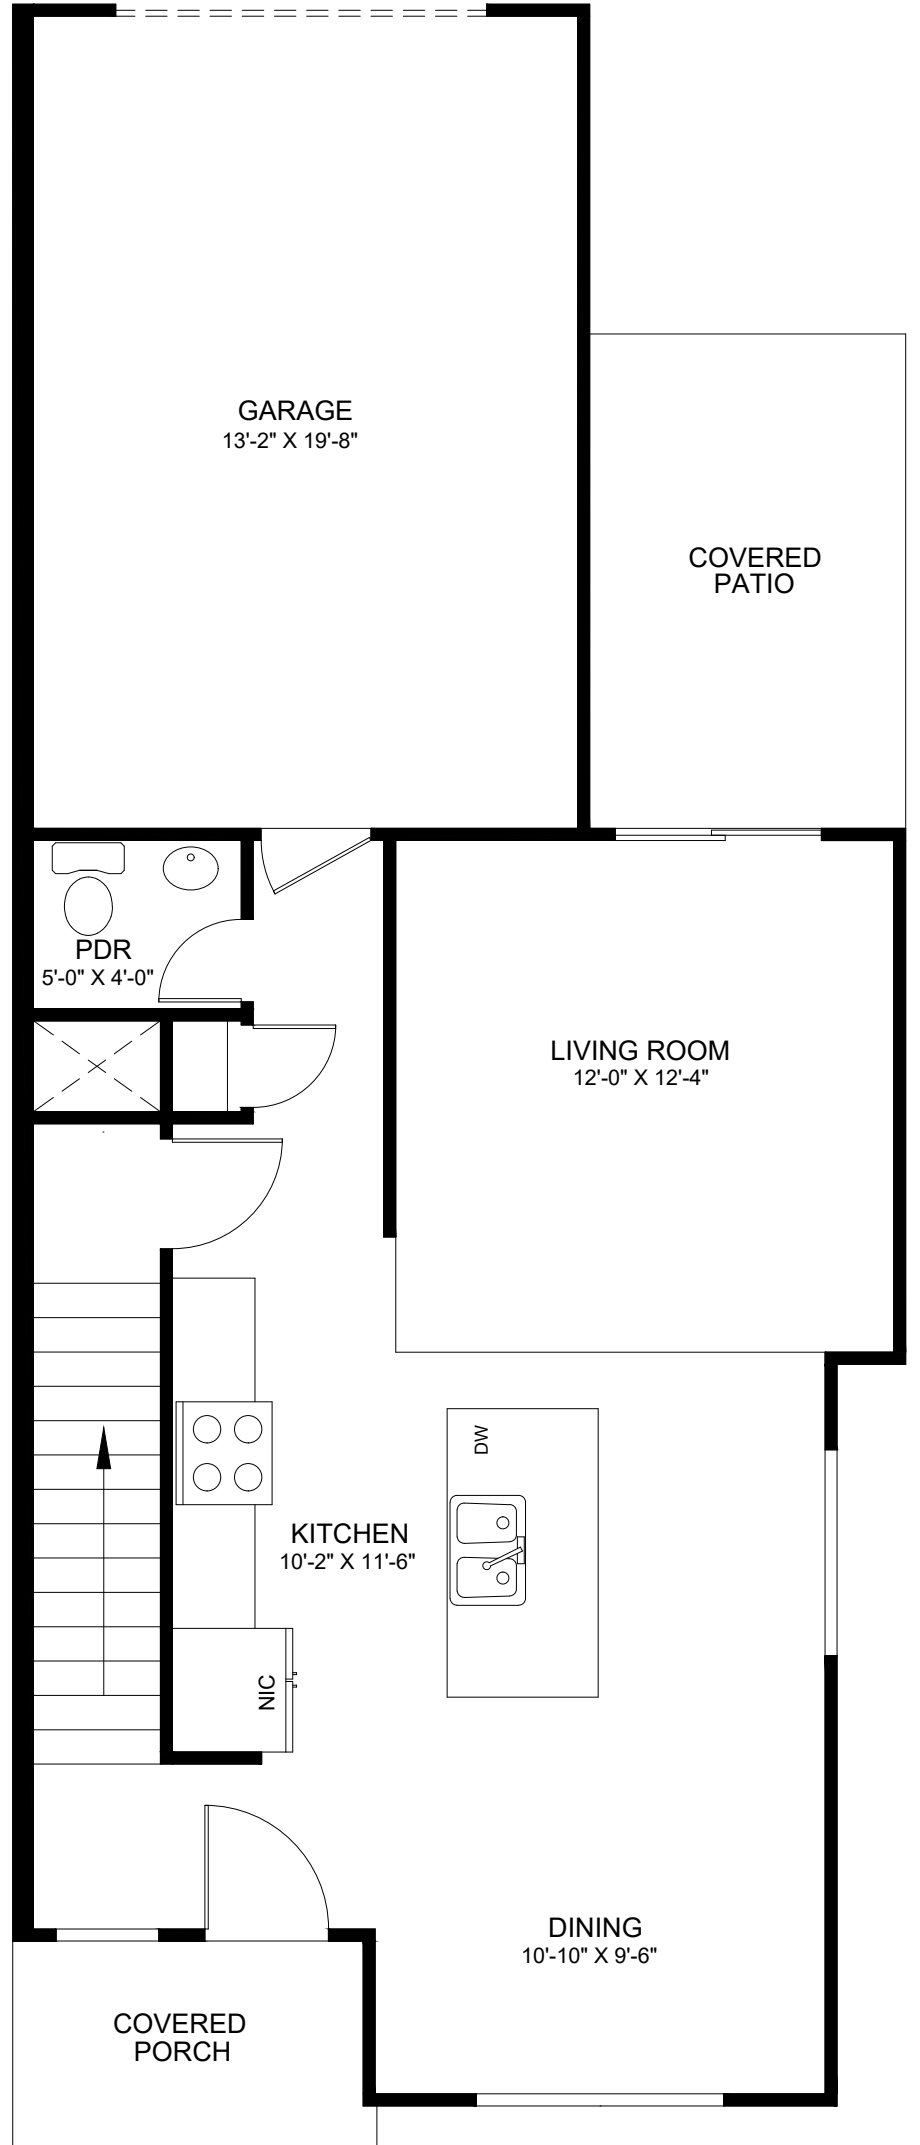 GARAGE
13'-2" X 19'-8"
COVERED
PATIO
PDR
5'-0" X 4'-0"
LIVING ROOM
12'-0" X 12'-4"
DW
KITCHEN
10'-2" X 11'-6"
NIC
DINING
10'-10" X 9'-6"
COVERED
PORCH